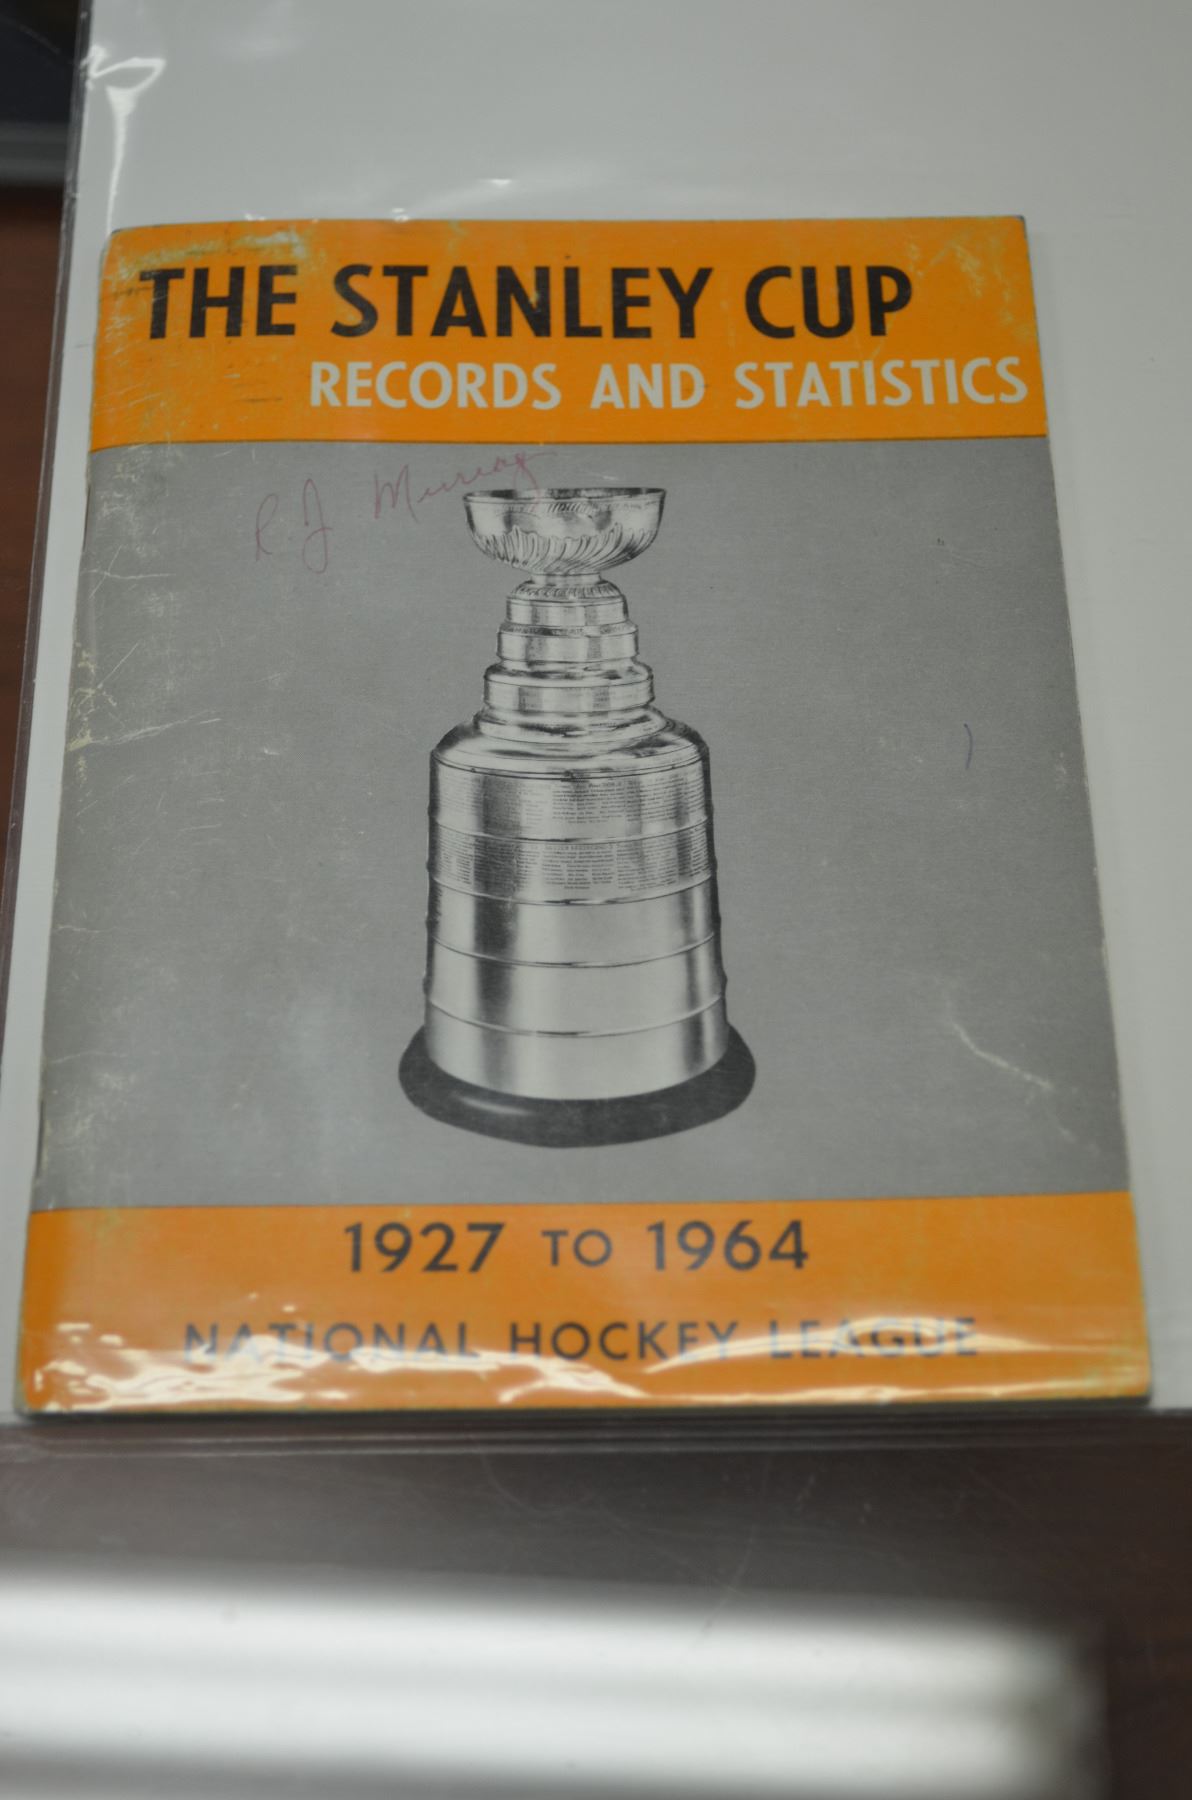 THE STANLEY CUP
RECORDS AND STATISTICS
R.J Murray
1927 TO 1964
NATIONAL HOCKEY LEAGUE